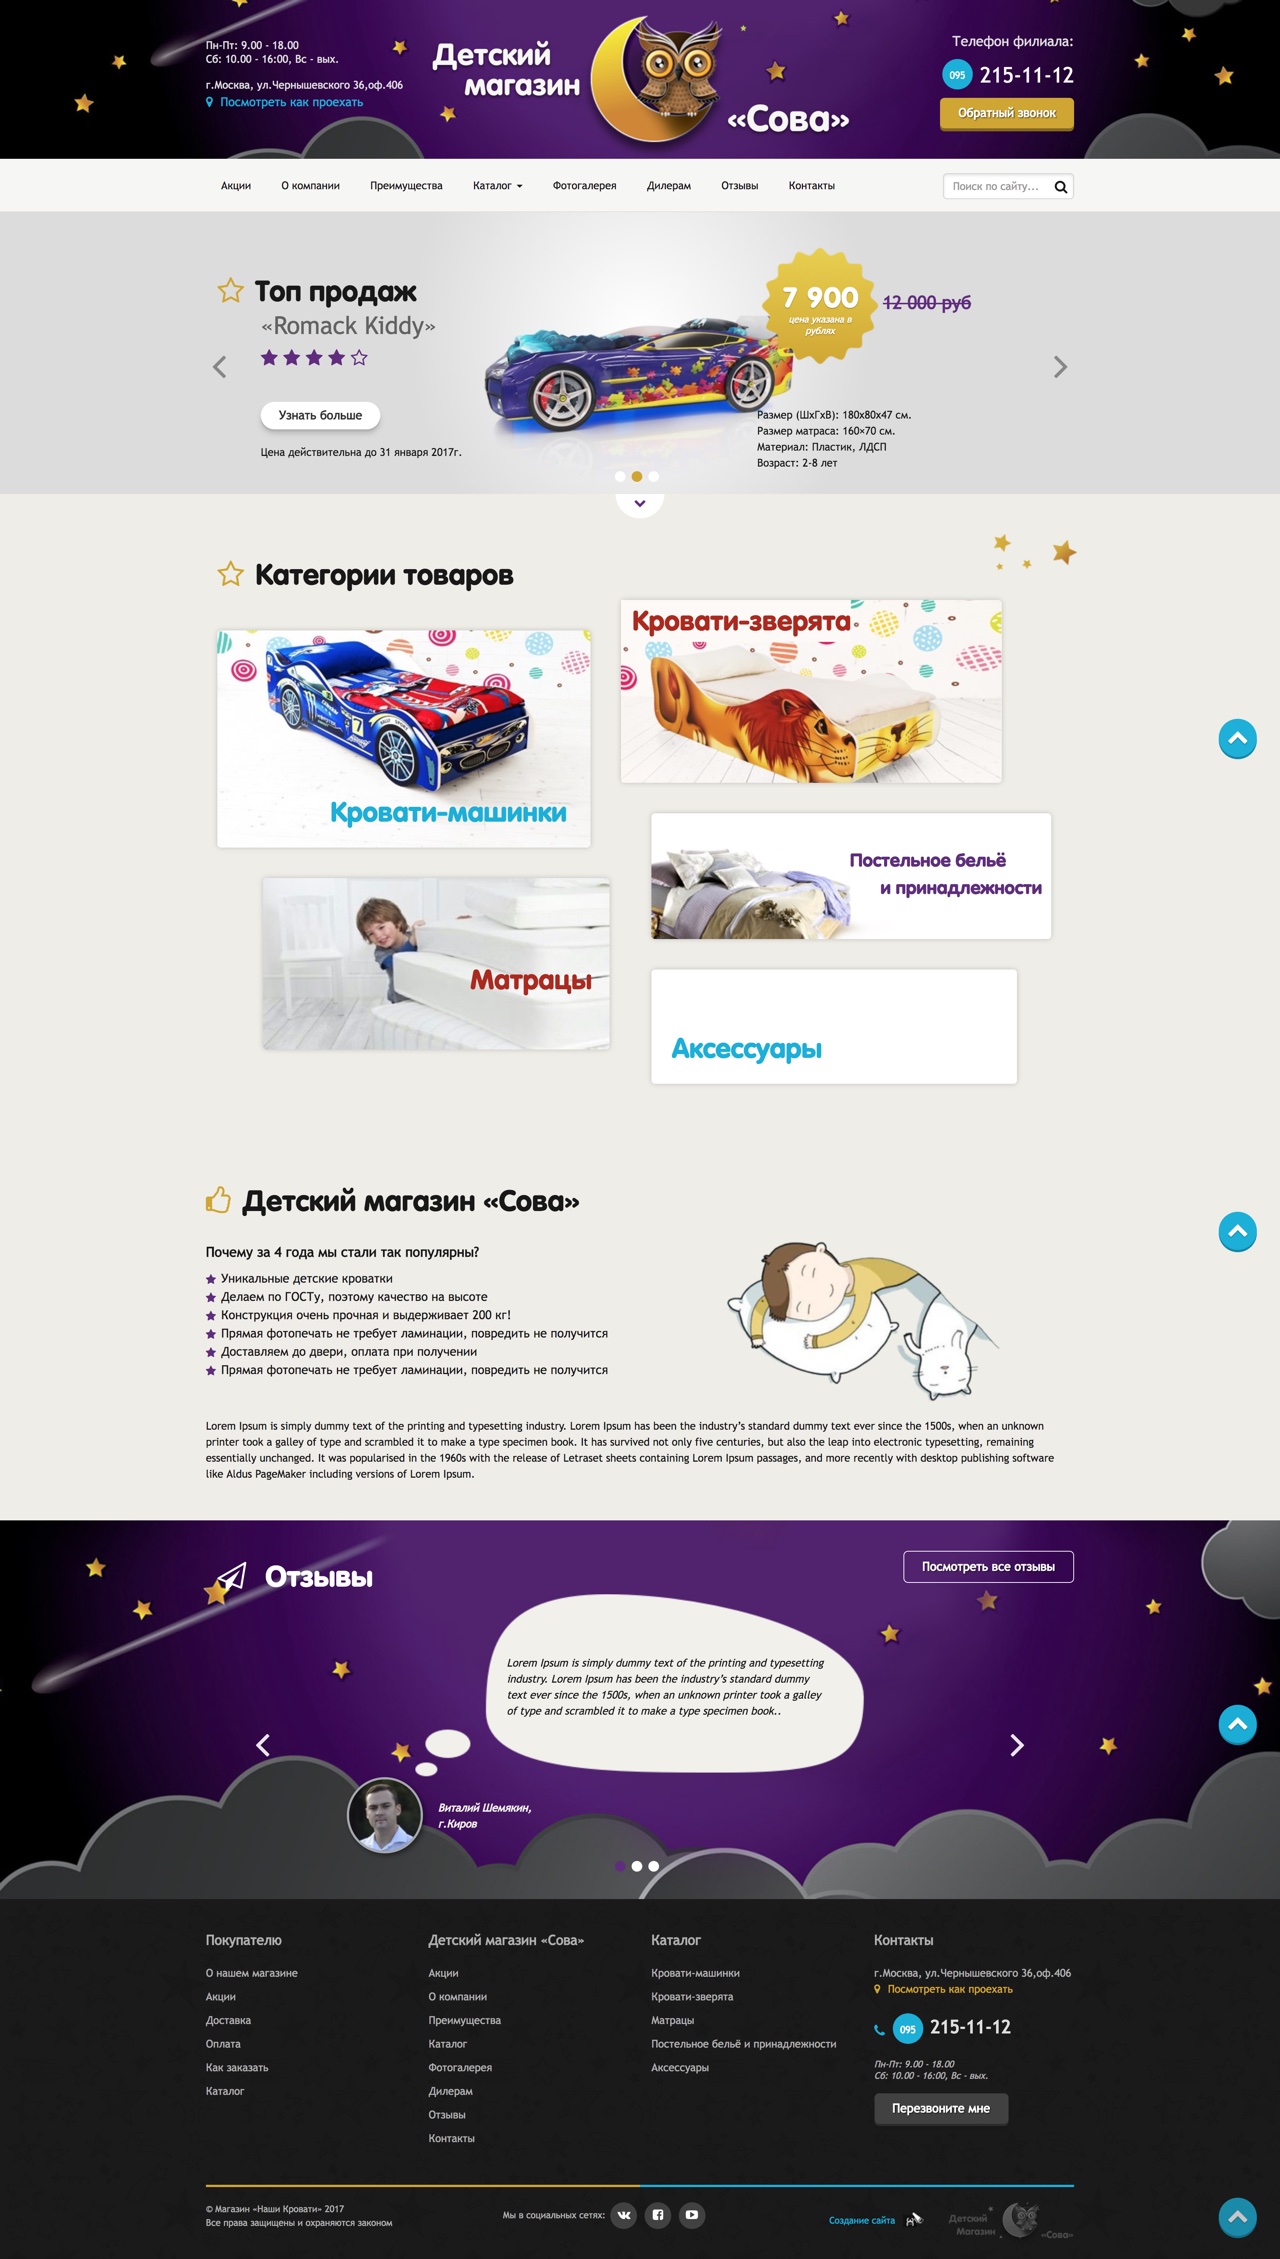 Пн-Пт: 9.00 - 18.00
Сб: 10.00 - 16:00, Вс - вых.
г.Москва, ул.Чернышевского 36,оф.406
Посмотреть как проехать
Детский
магазин
«Сова»
Телефон филиала:
095 215-11-12
Обратный звонок
Акции О компании Преимущества Каталог Фотогалерея Дилерам Отзывы Контакты
Поиск по сайту...
Топ продаж
«Romack Kiddy»
7 900
цена указана в
рублях
12 000 руб
Узнать больше
Цена действительна до 31 января 2017г.
Размер (ШхГхВ): 180х80х47 см.
Размер матраса: 160×70 см.
Материал: Пластик, ЛДСП
Возраст: 2-8 лет
Категории товаров
Кровати-машинки
Кровати-зверята
Постельное бельё
и принадлежности
Матрацы
Аксессуары
Детский магазин «Сова»
Почему за 4 года мы стали так популярны?
Уникальные детские кроватки
Делаем по ГОСТу, поэтому качество на высоте
Конструкция очень прочная и выдерживает 200 кг!
Прямая фотопечать не требует ламинации, повредить не получится
Доставляем до двери, оплата при получении
Прямая фотопечать не требует ламинации, повредить не получится
Lorem Ipsum is simply dummy text of the printing and typesetting industry. Lorem Ipsum has been the industry's standard dummy text ever since the 1500s, when an unknown
printer took a galley of type and scrambled it to make a type specimen book. It has survived not only five centuries, but also the leap into electronic typesetting, remaining
essentially unchanged. It was popularised in the 1960s with the release of Letraset sheets containing Lorem Ipsum passages, and more recently with desktop publishing software
like Aldus PageMaker including versions of Lorem Ipsum.
Отзывы
Посмотреть все отзывы
Lorem Ipsum is simply dummy text of the printing and typesetting
industry. Lorem Ipsum has been the industry's standard dummy
text ever since the 1500s, when an unknown printer took a galley
of type and scrambled it to make a type specimen book..
Виталий Шемякин,
г.Киров
Покупателю
О нашем магазине
Акции
Доставка
Оплата
Как заказать
Каталог
Детский магазин «Сова»
Акции
О компании
Преимущества
Каталог
Фотогалерея
Дилерам
Отзывы
Контакты
Каталог
Кровати-машинки
Кровати-зверята
Матрацы
Постельное бельё и принадлежности
Аксессуары
Контакты
г.Москва, ул.Чернышевского 36,оф.406
Посмотреть как проехать
095 215-11-12
Пн-Пт: 9.00 - 18.00
Сб: 10.00 - 16:00, Вс - вых.
Перезвоните мне
© Магазин «Наши Кровати» 2017
Все права защищены и охраняются законом
Мы в социальных сетях:
Создание сайта
Детский
Магазин
«Сова»